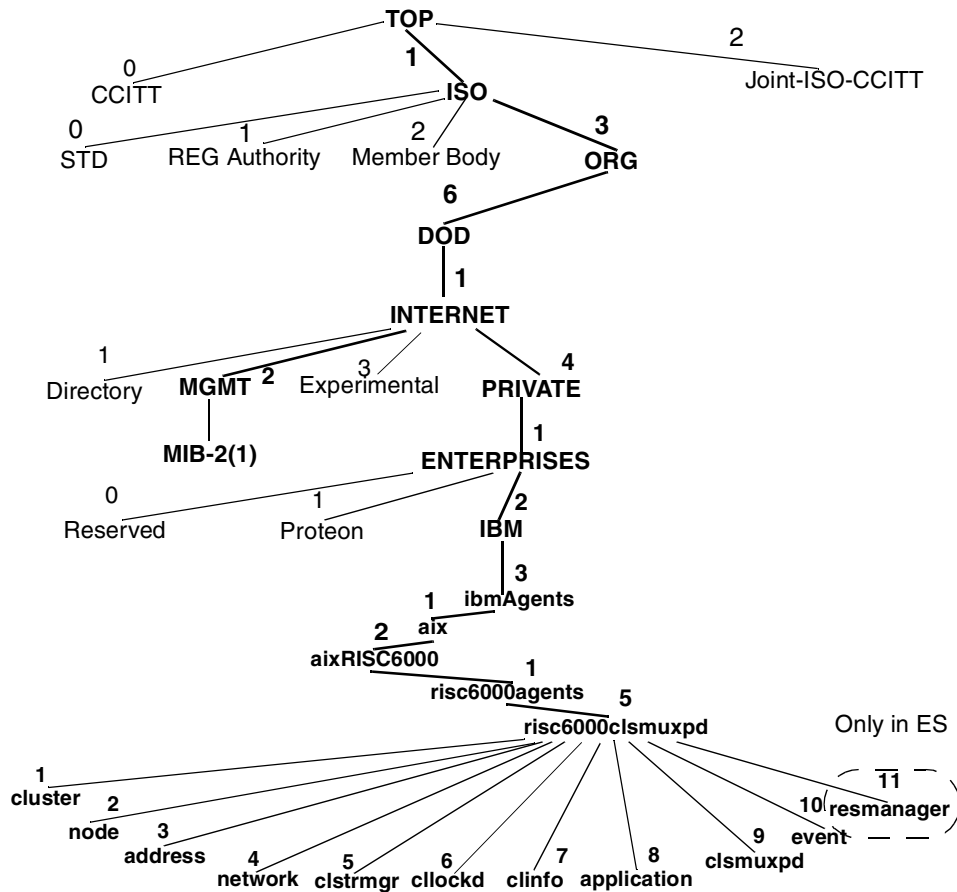 TOP
0
1
2
CCITT
ISO
Joint-ISO-CCITT
0
1
2
3
STD
REG Authority
Member Body
ORG
6
DOD
1
INTERNET
1
2
3
4
Directory
MGMT
Experimental
PRIVATE
1
MIB-2(1)
ENTERPRISES
0
1
2
Reserved
Proteon
IBM
3
ibmAgents
1
aix
2
aixRISC6000
1
risc6000agents
5
risc6000clsmuxpd
Only in ES
1
cluster
2
node
3
address
4
network
5
clstrmgr
6
cllockd
7
clinfo
8
application
9
clsmuxpd
10
event
11
resmanager